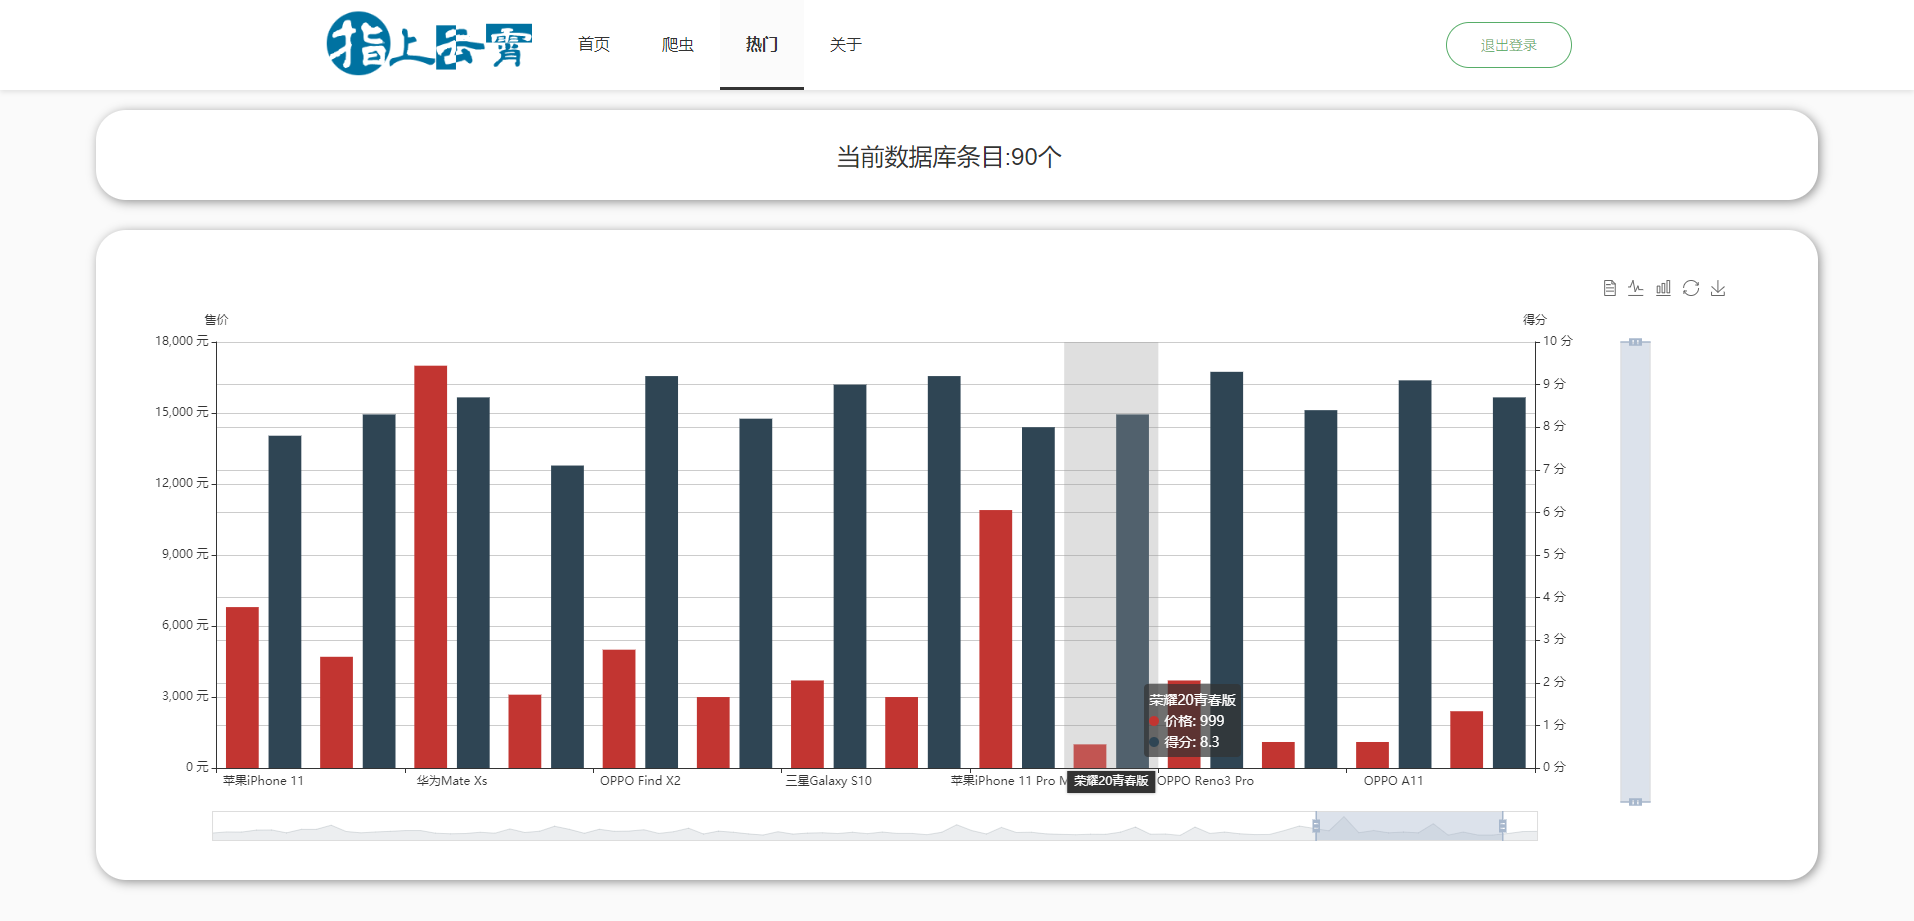 指上云霄
首页 爬虫 热门 关于
退出登录
当前数据库条目:90个
售价
得分
18,000 元
15,000 元
12,000 元
9,000 元
6,000 元
3,000 元
0 元
10 分
9 分
8 分
7 分
6 分
5 分
4 分
3 分
2 分
1 分
0 分
荣耀20青春版
价格: 999
得分: 8.3
苹果iPhone 11
华为Mate Xs
OPPO Find X2
三星Galaxy S10
苹果iPhone 11 Pro
荣耀20青春版
OPPO Reno3 Pro
OPPO A11